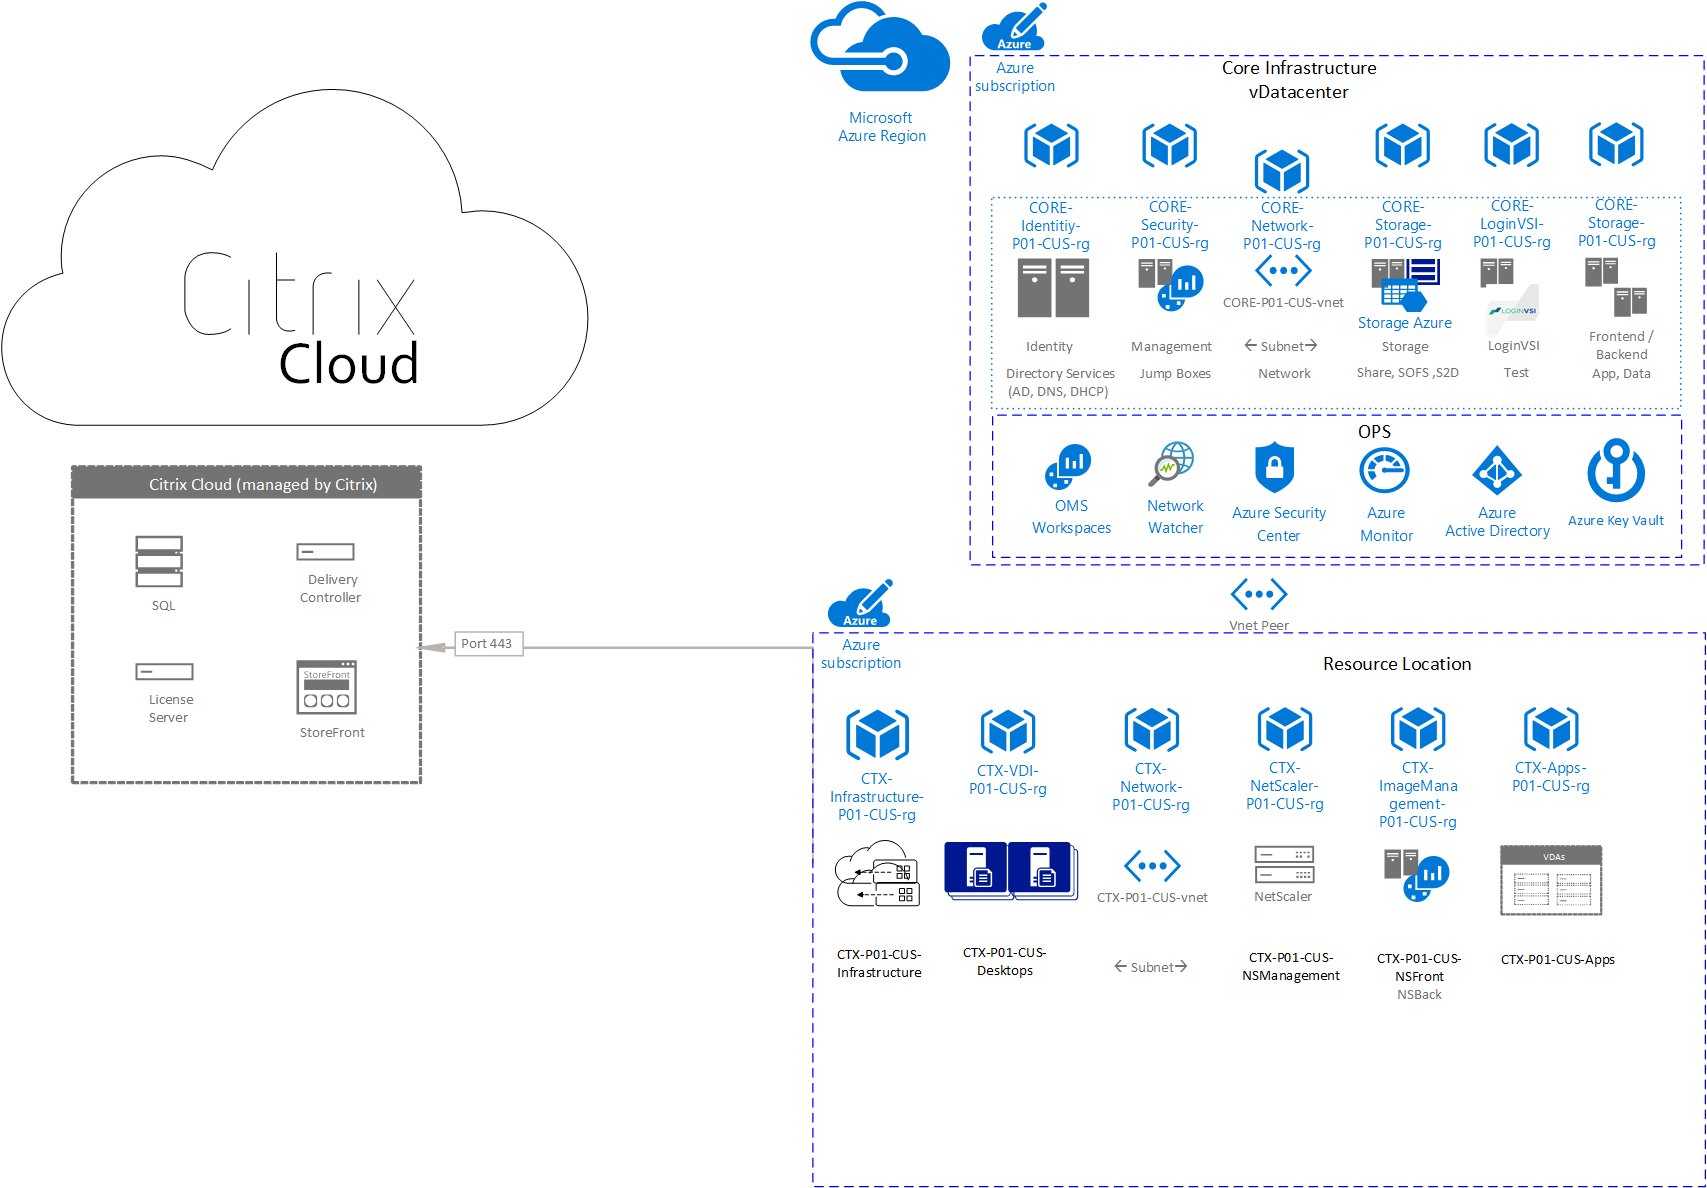 Citrix
Cloud
Citrix Cloud (managed by Citrix)
SQL
Delivery
Controller
License
Server
StoreFront
StoreFront
Port 443
Microsoft
Azure Region
Azure
Azure
subscription
Core Infrastructure
vDatacenter
CORE-
Identitiy-
P01-CUS-rg
CORE-
Security-
P01-CUS-rg
CORE-
Network-
P01-CUS-rg
CORE-
Storage-
P01-CUS-rg
CORE-
LoginVSI-
P01-CUS-rg
CORE-
Storage-
P01-CUS-rg
CORE-P01-CUS-vnet
Storage Azure
LOGINVSI
Identity
Directory Services
(AD, DNS, DHCP)
Management
Jump Boxes
Subnet
Network
Storage
Share, SOFS ,S2D
LoginVSI
Test
Frontend /
Backend
App, Data
OPS
OMS
Workspaces
Network
Watcher
Azure Security
Center
Azure
Monitor
Azure
Active Directory
Azure Key Vault
Vnet Peer
Azure
Azure
subscription
Resource Location
CTX-
Infrastructure-
P01-CUS-rg
CTX-VDI-
P01-CUS-rg
CTX-
Network-
P01-CUS-rg
CTX-
NetScaler-
P01-CUS-rg
CTX-
ImageMana
gement-
P01-CUS-rg
CTX-Apps-
P01-CUS-rg
CTX-P01-CUS-vnet
NetScaler
VDAs
CTX-P01-CUS-
Infrastructure
CTX-P01-CUS-
Desktops
Subnet
CTX-P01-CUS-
NSManagement
CTX-P01-CUS-
NSFront
NSBack
CTX-P01-CUS-Apps